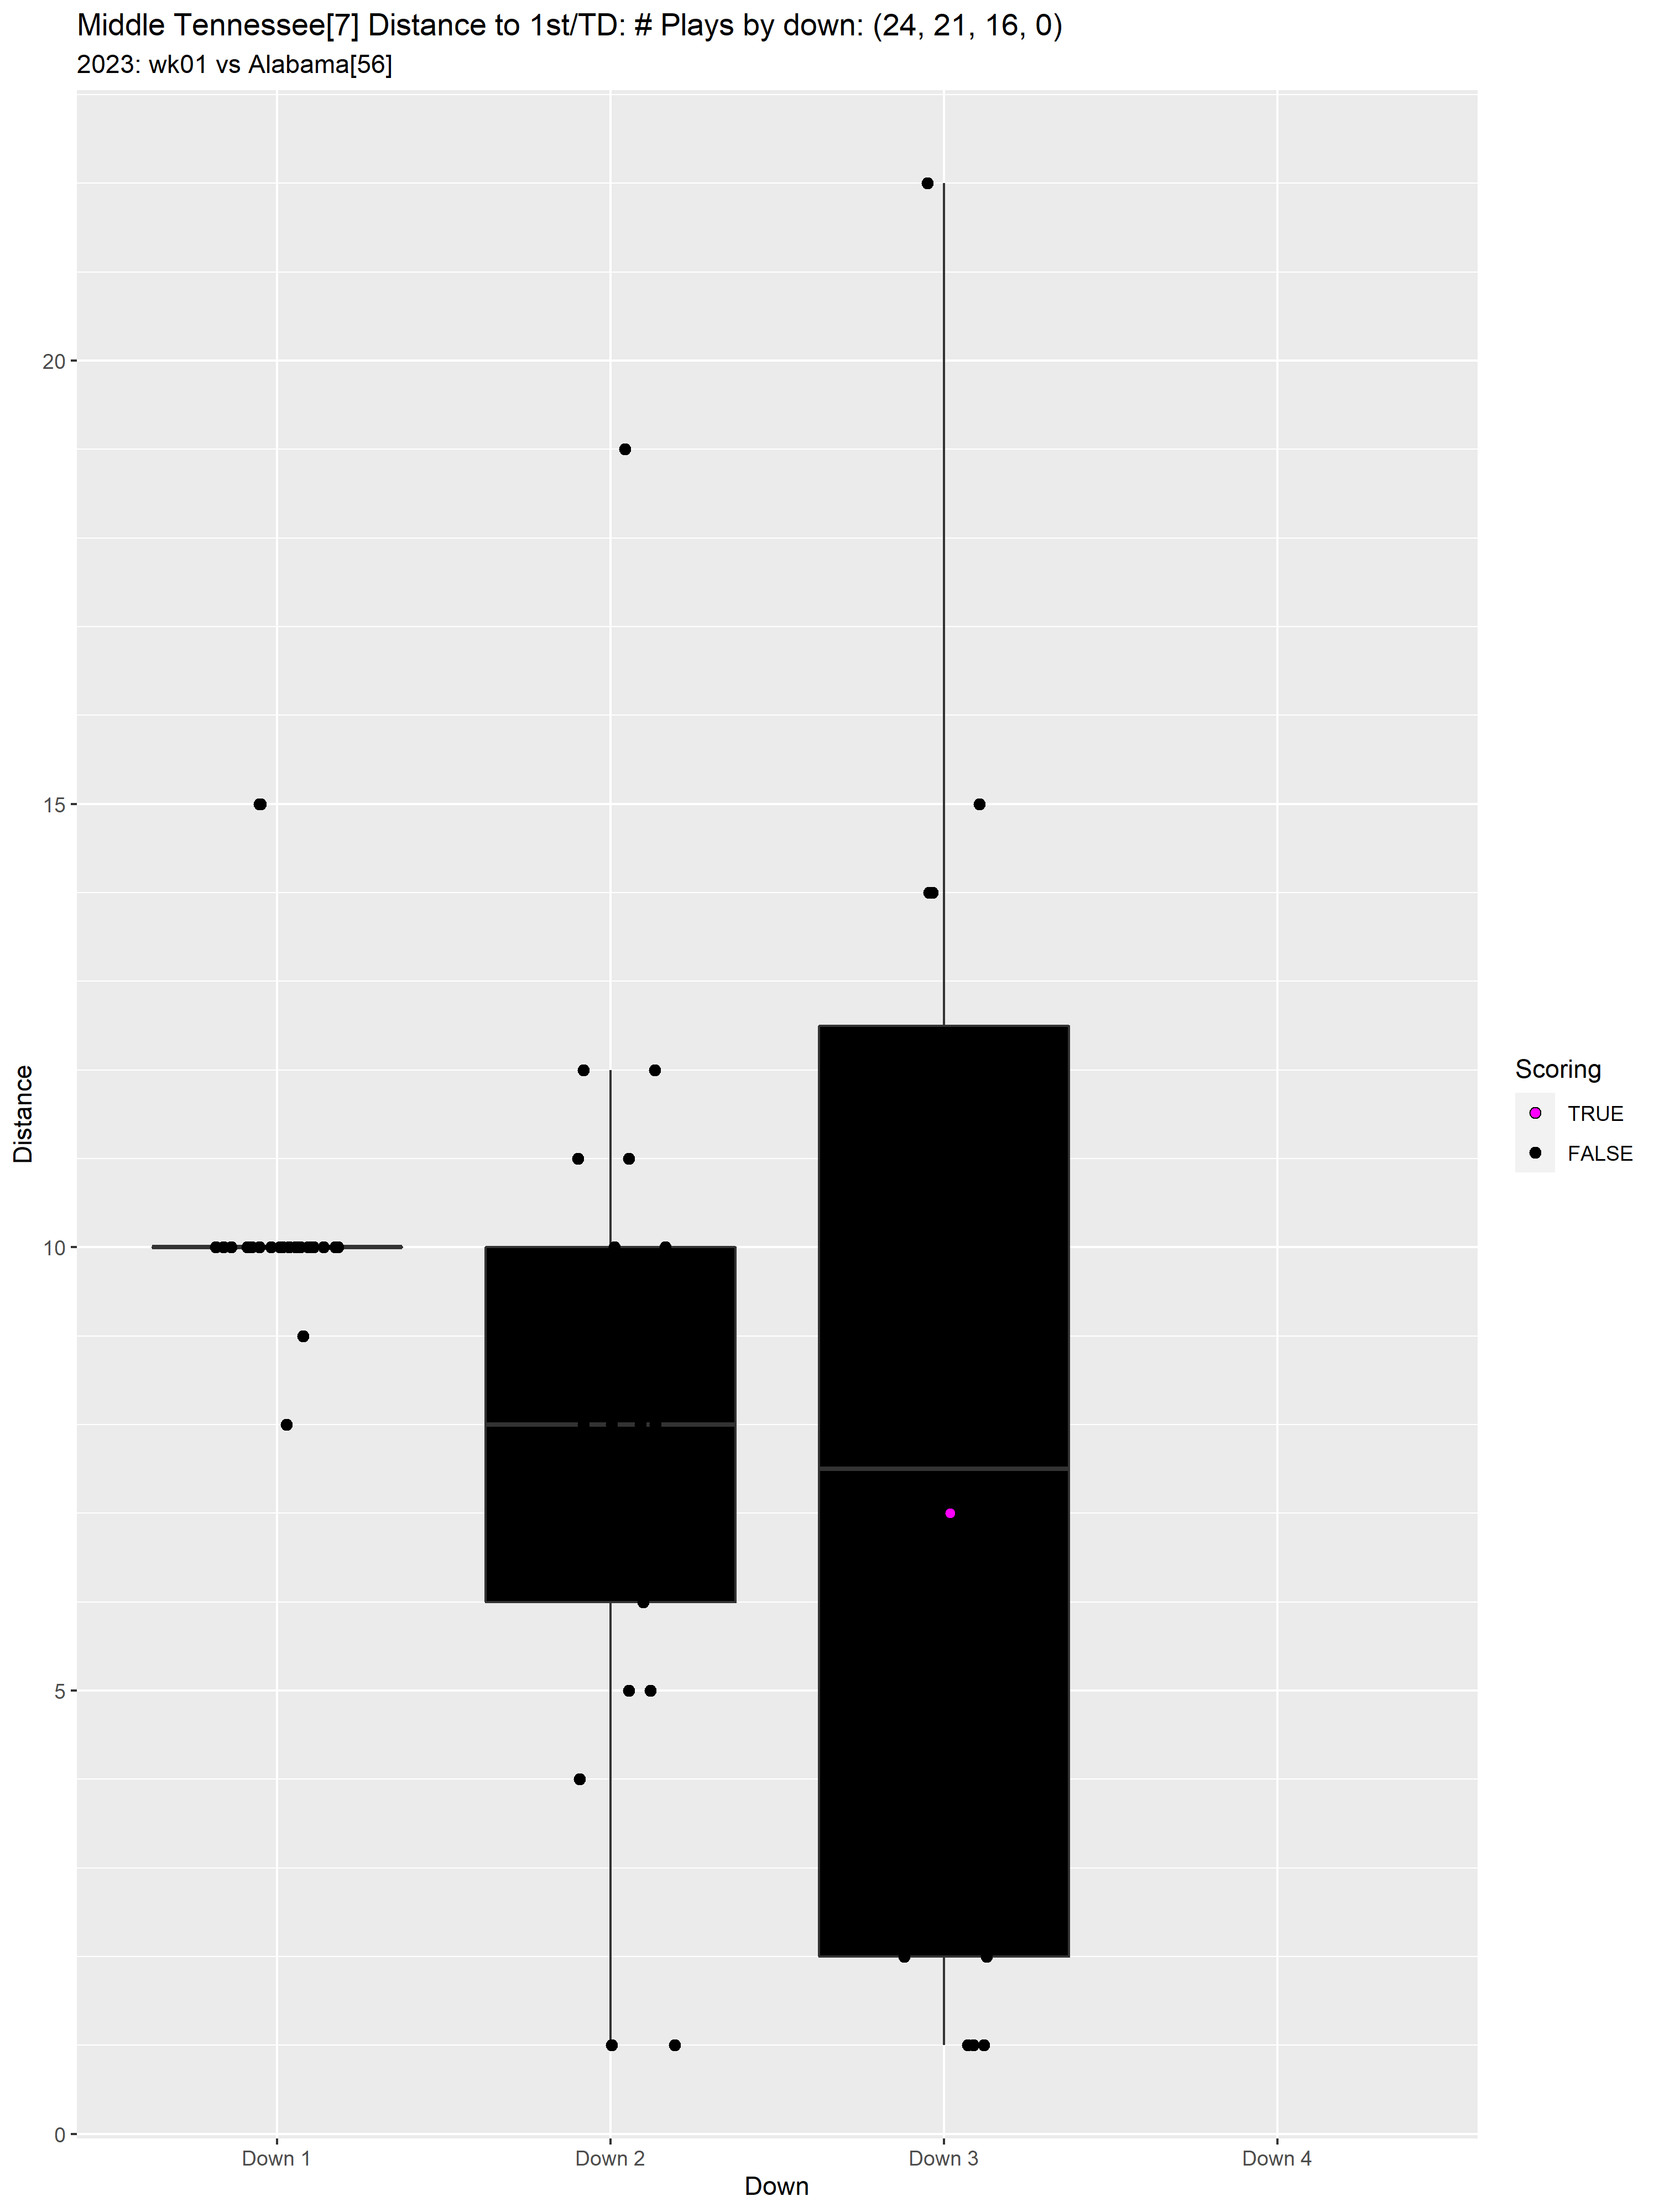 Middle Tennessee[7] Distance to 1st/TD: # Plays by down: (24, 21, 16, 0)
2023: wk01 vs Alabama[56]
20
15
10
5
0
Distance
Down 1
Down 2
Down 3
Down 4
Down
Scoring
TRUE
FALSE